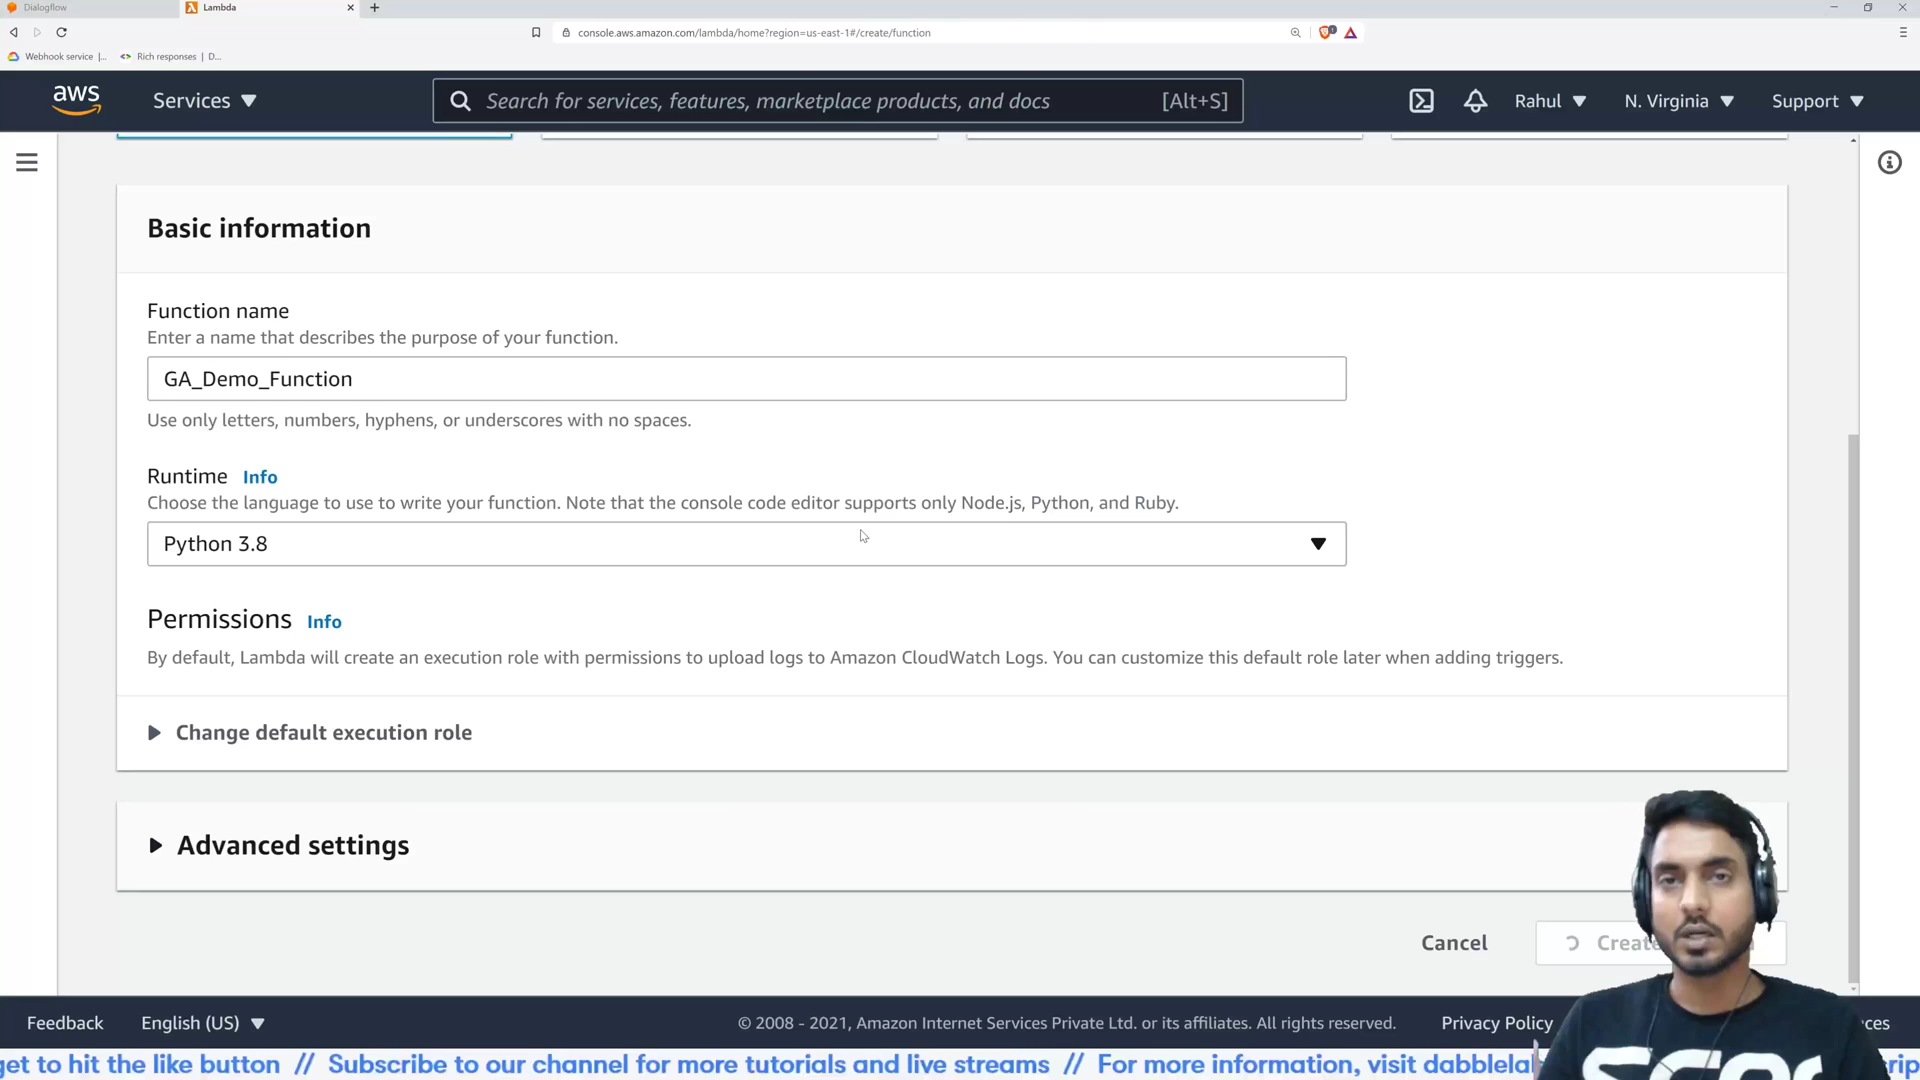 Dialogflow
Lambda
console.aws.amazon.com/lambda/home?region=us-east-1#/create/function
Webhook service |...
Rich responses | D...
aws
Services
Search for services, features, marketplace products, and docs
[Alt+S]
Rahul
N. Virginia
Support
Basic information
Function name
Enter a name that describes the purpose of your function.
GA_Demo_Function
Use only letters, numbers, hyphens, or underscores with no spaces.
Runtime Info
Choose the language to use to write your function. Note that the console code editor supports only Node.js, Python, and Ruby.
Python 3.8
Permissions Info
By default, Lambda will create an execution role with permissions to upload logs to Amazon CloudWatch Logs. You can customize this default role later when adding triggers.
Change default execution role
Advanced settings
Cancel
Create
Feedback
English (US)
© 2008 - 2021, Amazon Internet Services Private Ltd. or its affiliates. All rights reserved.
Privacy Policy
get to hit the like button // Subscribe to our channel for more tutorials and live streams // For more information, visit dabblelab